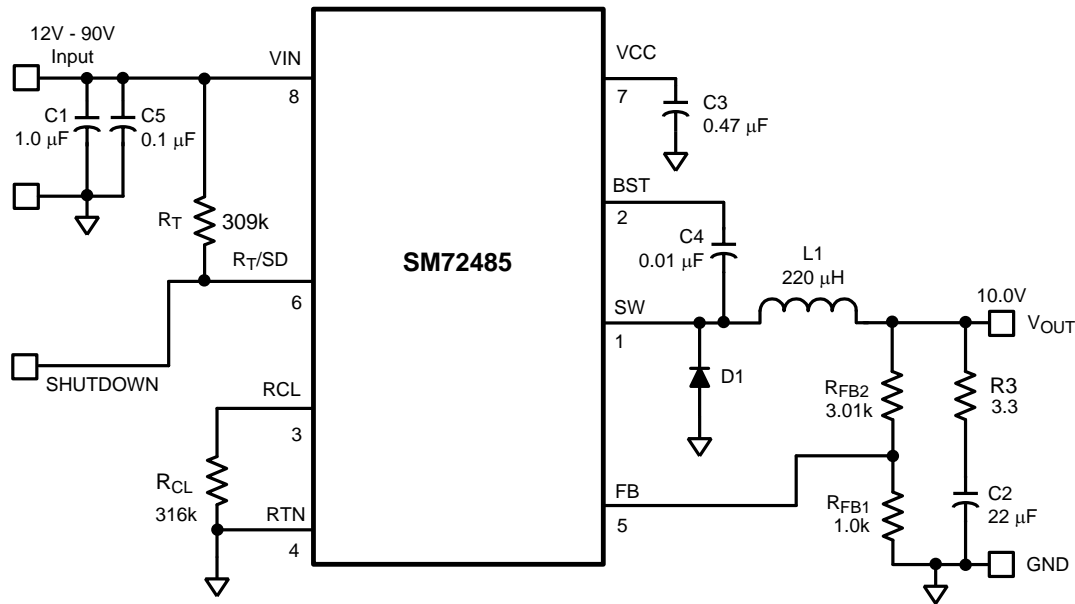 12V - 90V
Input
VIN
8
C1
1.0 μF
C5
0.1 μF
RT
309k
RT/SD
6
SHUTDOWN
RCL
3
RCL
316k
RTN
4
SM72485
VCC
7
C3
0.47 μF
BST
2
C4
0.01 μF
L1
220 μH
SW
1
D1
10.0V
VOUT
RFB2
3.01k
R3
3.3
FB
5
RFB1
1.0k
C2
22 μF
GND